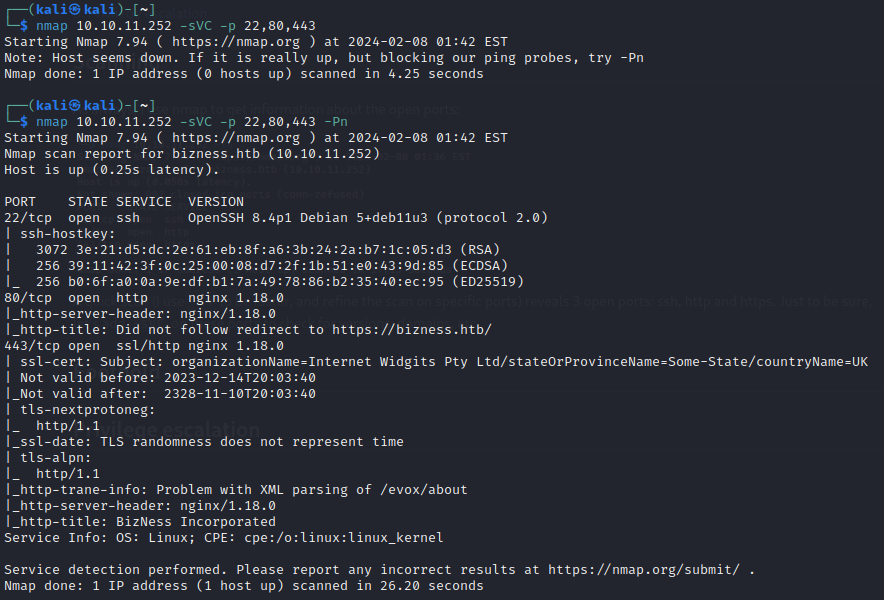 ┌──(kali㉿kali)-[~]
└─$ nmap 10.10.11.252 -sVC -p 22,80,443
Starting Nmap 7.94 ( https://nmap.org ) at 2024-02-08 01:42 EST
Note: Host seems down. If it is really up, but blocking our ping probes, try -Pn
Nmap done: 1 IP address (0 hosts up) scanned in 4.25 seconds
┌──(kali㉿kali)-[~]
└─$ nmap 10.10.11.252 -sVC -p 22,80,443 -Pn
Starting Nmap 7.94 ( https://nmap.org ) at 2024-02-08 01:42 EST
Nmap scan report for bizness.htb (10.10.11.252)
Host is up (0.25s latency).
PORT    STATE SERVICE  VERSION
22/tcp  open  ssh      OpenSSH 8.4p1 Debian 5+deb11u3 (protocol 2.0)
| ssh-hostkey:
|   3072 3e:21:d5:dc:2e:61:eb:8f:a6:3b:24:2a:b7:1c:05:d3 (RSA)
|   256 39:11:42:3f:0c:25:00:08:d7:2f:1b:51:e0:43:9d:85 (ECDSA)
|_  256 b0:6f:a0:0a:9e:df:b1:7a:49:78:86:b2:35:40:ec:95 (ED25519)
80/tcp  open  http     nginx 1.18.0
|_http-server-header: nginx/1.18.0
|_http-title: Did not follow redirect to https://bizness.htb/
443/tcp open  ssl/http nginx 1.18.0
| ssl-cert: Subject: organizationName=Internet Widgits Pty Ltd/stateOrProvinceName=Some-State/countryName=UK
| Not valid before: 2023-12-14T20:03:40
|_Not valid after:  2328-11-10T20:03:40
| tls-nextprotoneg:
|_  http/1.1
|_ssl-date: TLS randomness does not represent time
| tls-alpn:
|_  http/1.1
|_http-trane-info: Problem with XML parsing of /evox/about
|_http-server-header: nginx/1.18.0
|_http-title: BizNess Incorporated
Service Info: OS: Linux; CPE: cpe:/o:linux:linux_kernel
Service detection performed. Please report any incorrect results at https://nmap.org/submit/ .
Nmap done: 1 IP address (1 host up) scanned in 26.20 seconds